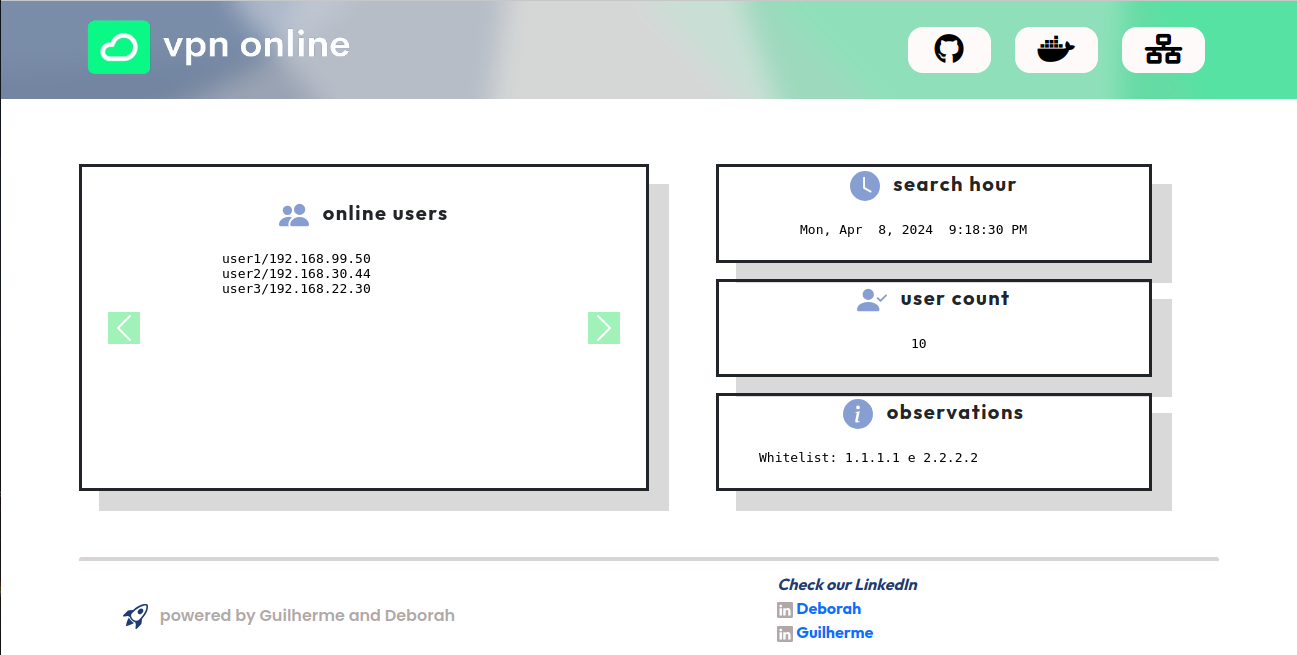 vpn online
online users
user1/192.168.99.50
user2/192.168.30.44
user3/192.168.22.30
search hour
Mon, Apr  8, 2024  9:18:30 PM
user count
10
observations
Whitelist: 1.1.1.1 e 2.2.2.2
powered by Guilherme and Deborah
Check our LinkedIn
in Deborah
in Guilherme